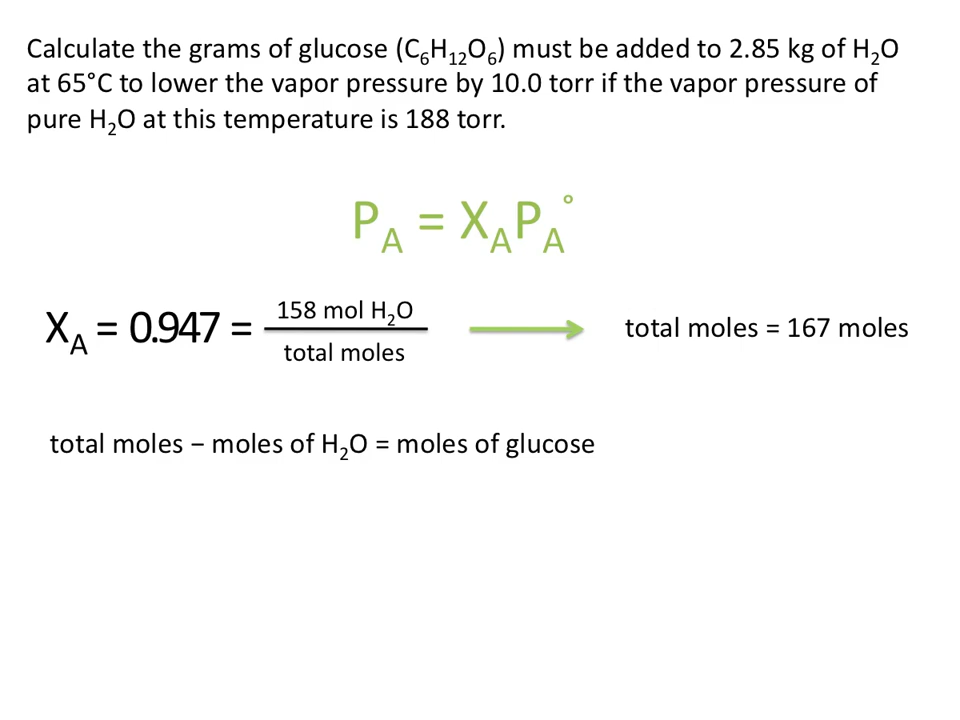 Calculate the grams of glucose (C₆H₁₂O₆) must be added to 2.85 kg of H₂O
at 65°C to lower the vapor pressure by 10.0 torr if the vapor pressure of
pure H₂O at this temperature is 188 torr.
P_A = X_AP_A°
X_A = 0.947 = 158 mol H₂O / total moles
total moles = 167 moles
total moles − moles of H₂O = moles of glucose